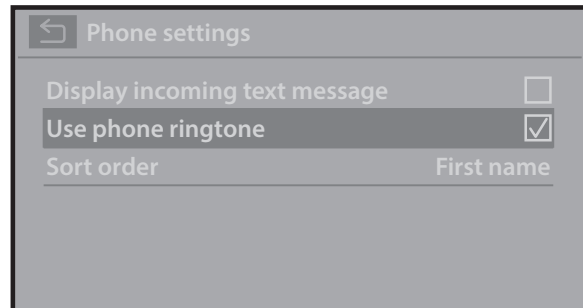 Phone settings
Display incoming text message
Use phone ringtone
Sort order First name